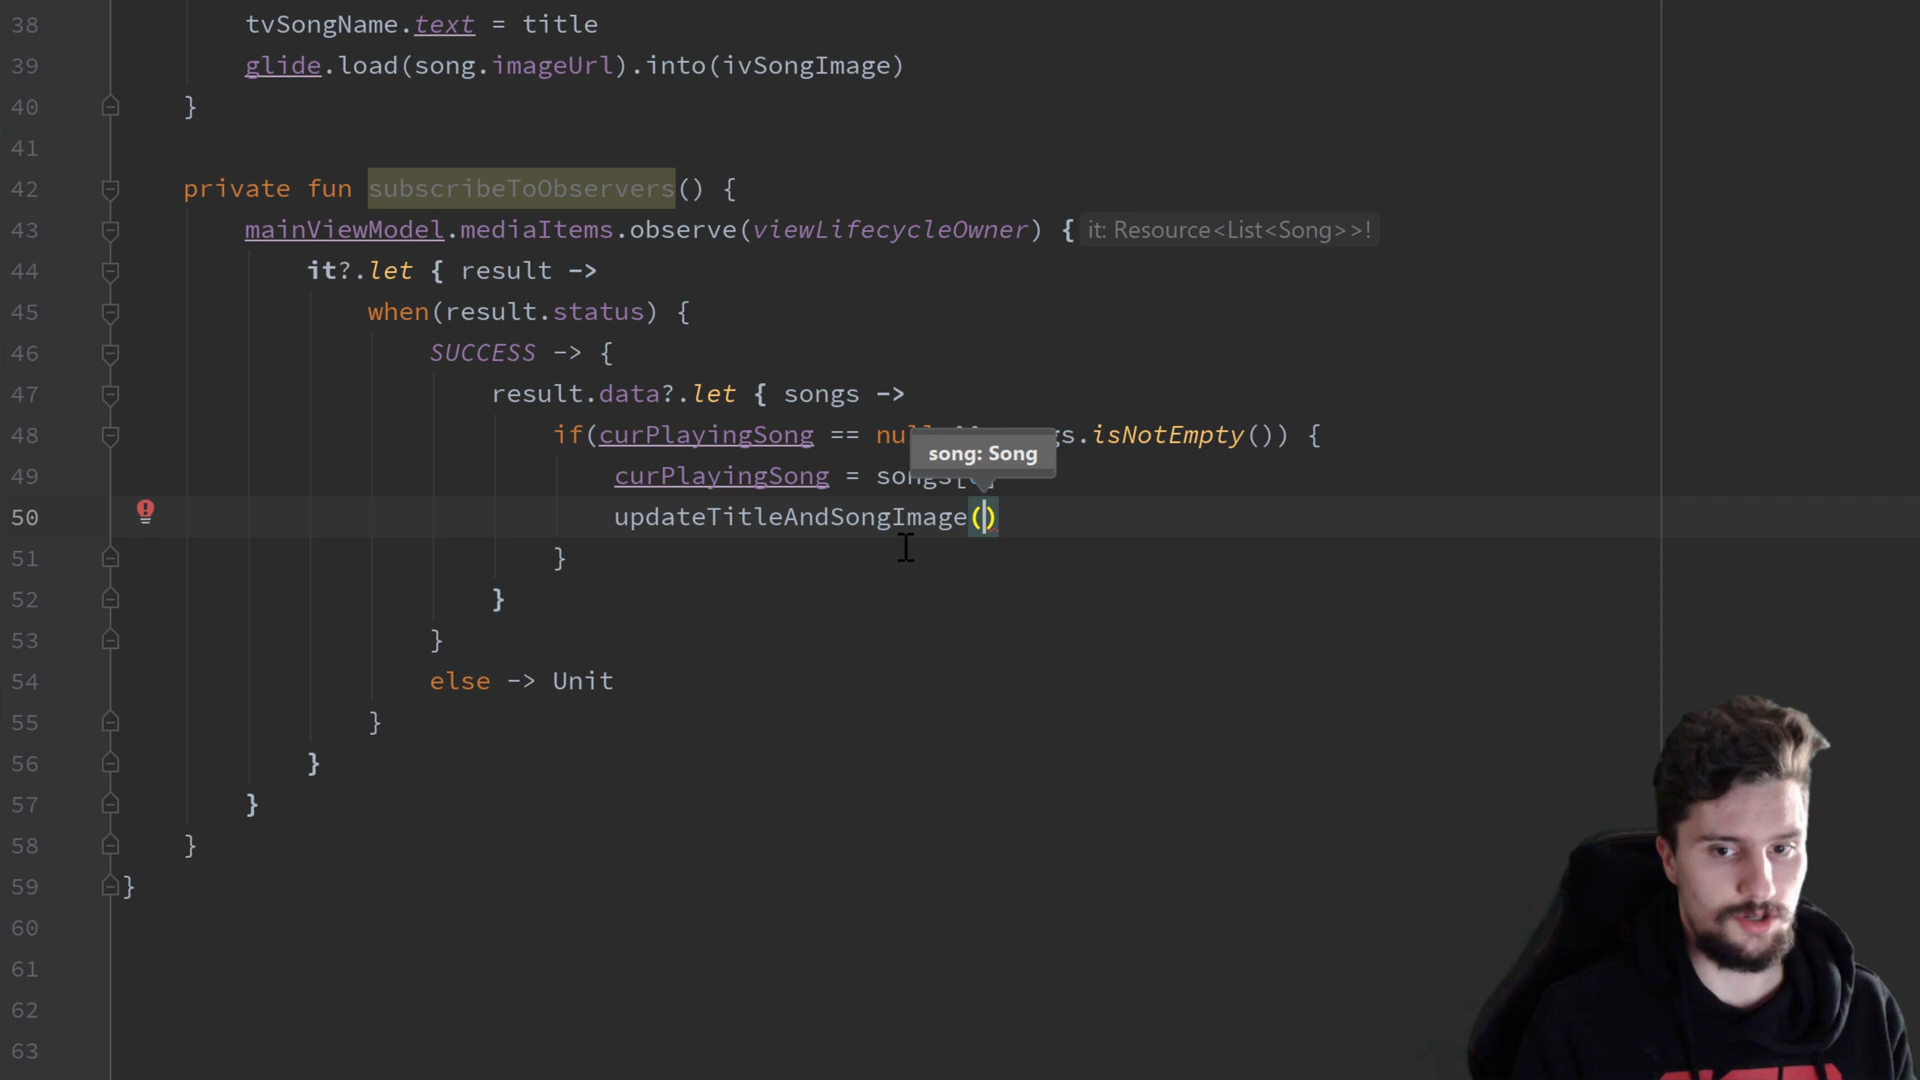 38 tvSongName.text = title
39 glide.load(song.imageUrl).into(ivSongImage)
40 }
41
42 private fun subscribeToObservers() {
43 mainViewModel.mediaItems.observe(viewLifecycleOwner) { it: Resource<List<Song>>!
44 it?.let { result ->
45 when(result.status) {
46 SUCCESS -> {
47 result.data?.let { songs ->
48 if(curPlayingSong == nul s.isNotEmpty()) {
song: Song
49 curPlayingSong = songs[
50 updateTitleAndSongImage()
51 }
52 }
53 }
54 else -> Unit
55 }
56 }
57 }
58 }
59 }
60
61
62
63